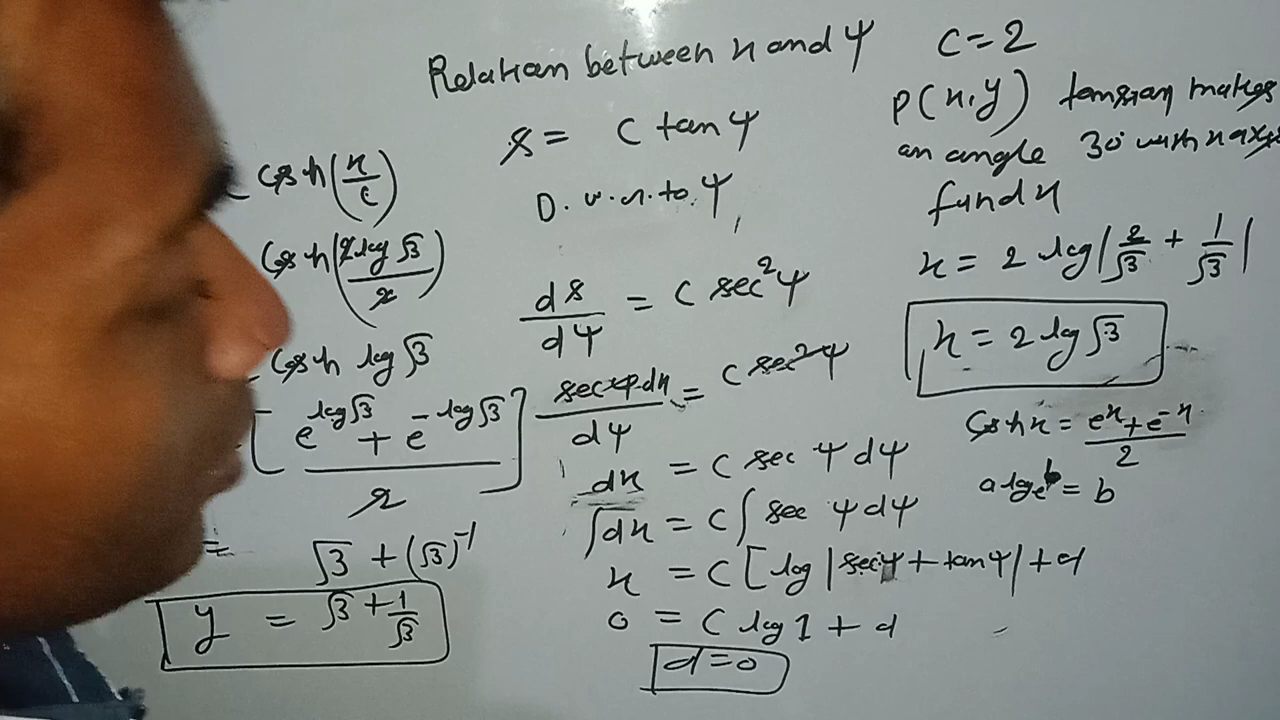 Relation between x and ψ
s = c tan ψ
D. w.r.to. ψ,
ds/dψ = c sec²ψ
sec ψ dx/dψ = c sec²ψ
dx = c sec ψ dψ
∫dx = c∫ sec ψ dψ
x = c[log|sec ψ + tan ψ| + d
0 = c log 1 + d
d = 0
c = 2
P(x,y) tension makes
an angle 30 with x axis
find x
x = 2 log|2/√3 + 1/√3|
x = 2 log √3
Cosh x = (eˣ + e⁻ˣ)/2
a log_e b = b
Cosh(x/c)
Cosh(2 log √3/2)
Cosh log √3
[(e^(log √3) + e^(-log √3))/2]
= √3 + (√3)⁻¹
y = √3 + 1/√3